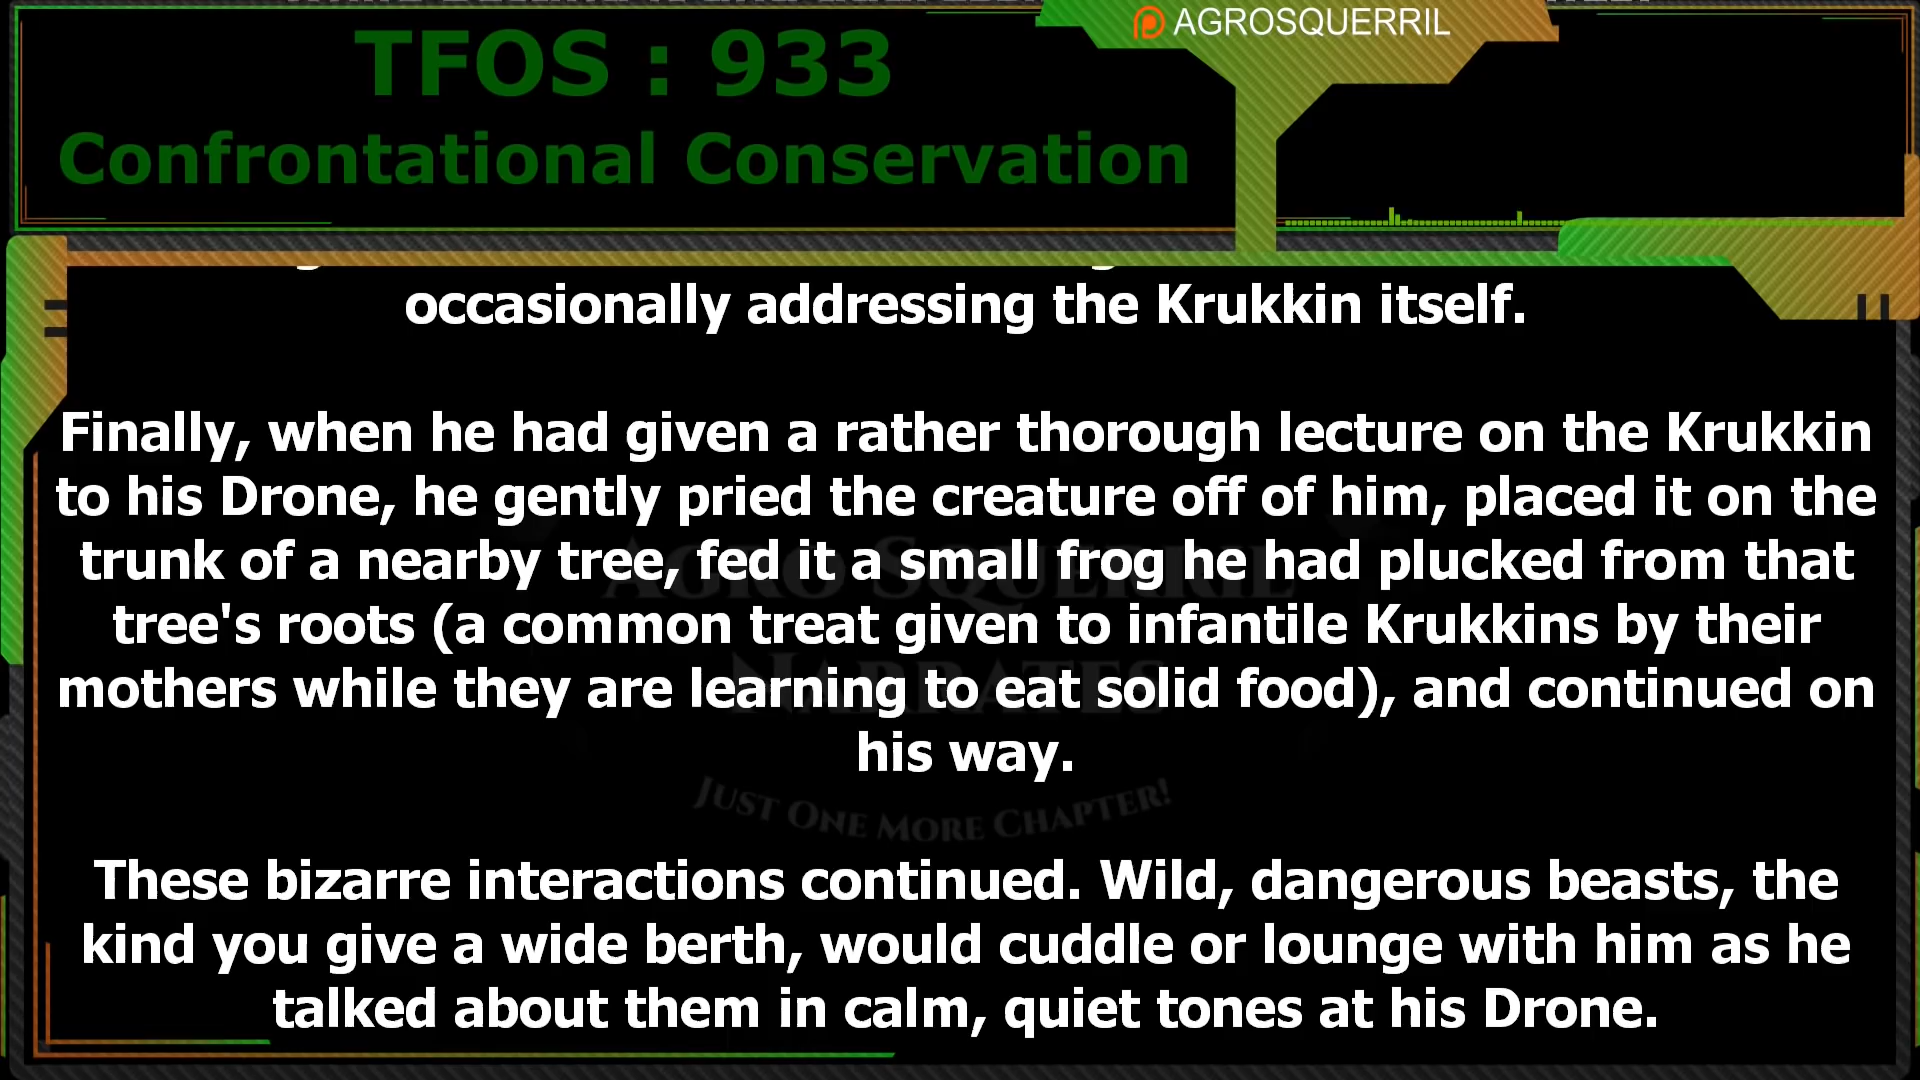 AGROSQUERRIL
TFOS : 933
Confrontational Conservation
occasionally addressing the Krukkin itself.
Finally, when he had given a rather thorough lecture on the Krukkin
to his Drone, he gently pried the creature off of him, placed it on the
trunk of a nearby tree, fed it a small frog he had plucked from that
tree's roots (a common treat given to infantile Krukkins by their
mothers while they are learning to eat solid food), and continued on
his way.
These bizarre interactions continued. Wild, dangerous beasts, the
kind you give a wide berth, would cuddle or lounge with him as he
talked about them in calm, quiet tones at his Drone.
AGRO SQUERRIL
NARRATES
JUST ONE MORE CHAPTER!